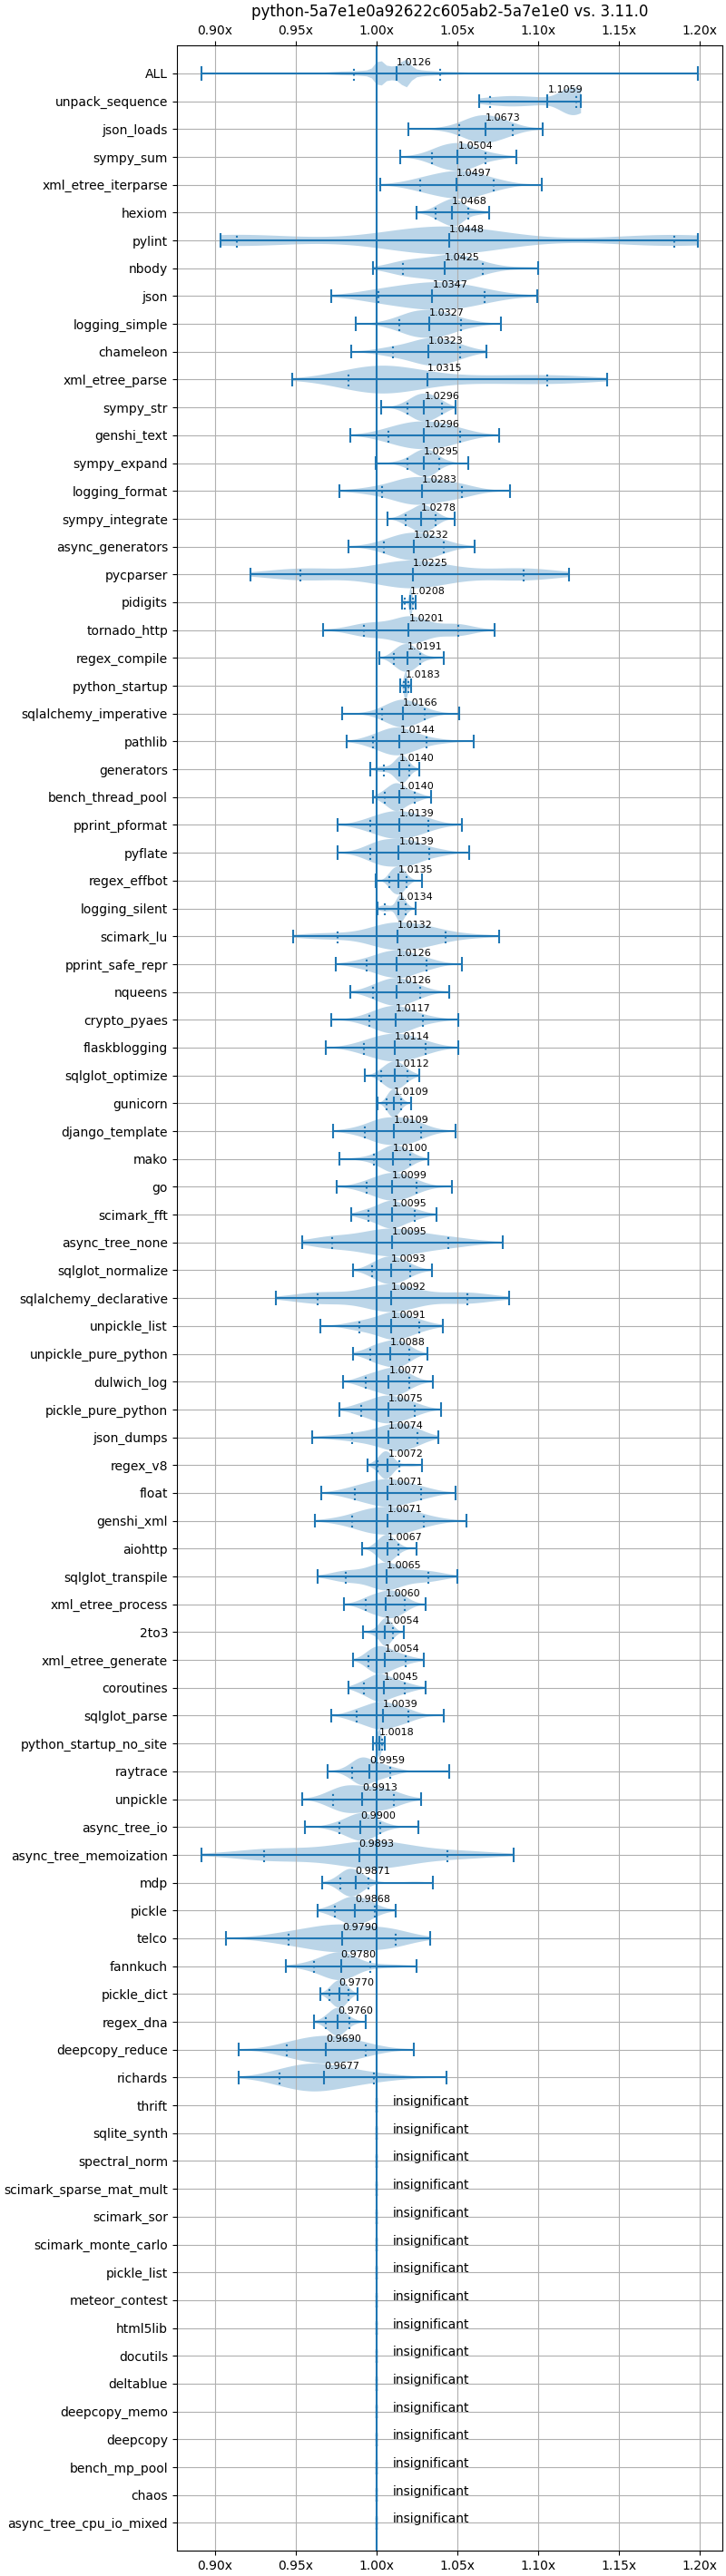 python-5a7e1e0a92622c605ab2-5a7e1e0 vs. 3.11.0
0.90x 0.95x 1.00x 1.05x 1.10x 1.15x 1.20x
ALL 1.0126
unpack_sequence 1.1059
json_loads 1.0673
sympy_sum 1.0504
xml_etree_iterparse 1.0497
hexiom 1.0468
pylint 1.0448
nbody 1.0425
json 1.0347
logging_simple 1.0327
chameleon 1.0323
xml_etree_parse 1.0315
sympy_str 1.0296
genshi_text 1.0296
sympy_expand 1.0295
logging_format 1.0283
sympy_integrate 1.0278
async_generators 1.0232
pycparser 1.0225
pidigits 1.0208
tornado_http 1.0201
regex_compile 1.0191
python_startup 1.0183
sqlalchemy_imperative 1.0166
pathlib 1.0144
generators 1.0140
bench_thread_pool 1.0140
pprint_pformat 1.0139
pyflate 1.0139
regex_effbot 1.0135
logging_silent 1.0134
scimark_lu 1.0132
pprint_safe_repr 1.0126
nqueens 1.0126
crypto_pyaes 1.0117
flaskblogging 1.0114
sqlglot_optimize 1.0112
gunicorn 1.0109
django_template 1.0109
mako 1.0100
go 1.0099
scimark_fft 1.0095
async_tree_none 1.0095
sqlglot_normalize 1.0093
sqlalchemy_declarative 1.0092
unpickle_list 1.0091
unpickle_pure_python 1.0088
dulwich_log 1.0077
pickle_pure_python 1.0075
json_dumps 1.0074
regex_v8 1.0072
float 1.0071
genshi_xml 1.0071
aiohttp 1.0067
sqlglot_transpile 1.0065
xml_etree_process 1.0060
2to3 1.0054
xml_etree_generate 1.0054
coroutines 1.0045
sqlglot_parse 1.0039
python_startup_no_site 1.0018
raytrace 0.9959
unpickle 0.9913
async_tree_io 0.9900
async_tree_memoization 0.9893
mdp 0.9871
pickle 0.9868
telco 0.9790
fannkuch 0.9780
pickle_dict 0.9770
regex_dna 0.9760
deepcopy_reduce 0.9690
richards 0.9677
thrift insignificant
sqlite_synth insignificant
spectral_norm insignificant
scimark_sparse_mat_mult insignificant
scimark_sor insignificant
scimark_monte_carlo insignificant
pickle_list insignificant
meteor_contest insignificant
html5lib insignificant
docutils insignificant
deltablue insignificant
deepcopy_memo insignificant
deepcopy insignificant
bench_mp_pool insignificant
chaos insignificant
async_tree_cpu_io_mixed insignificant
0.90x 0.95x 1.00x 1.05x 1.10x 1.15x 1.20x